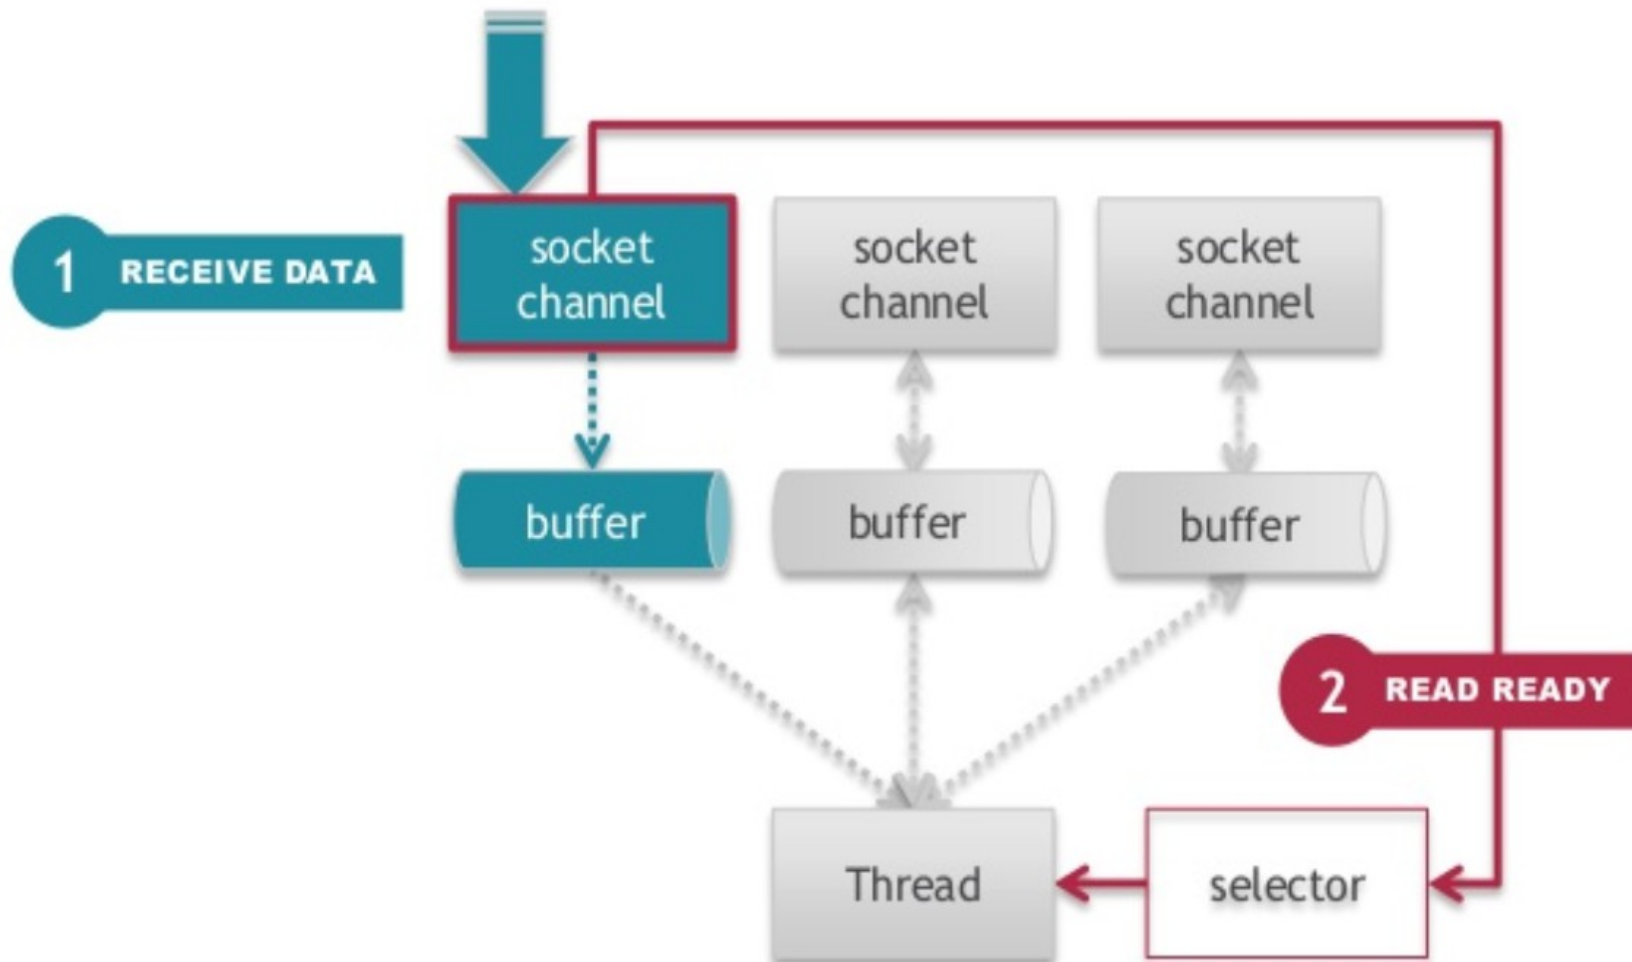 1 RECEIVE DATA
socket
channel
socket
channel
socket
channel
buffer
buffer
buffer
2 READ READY
Thread
selector